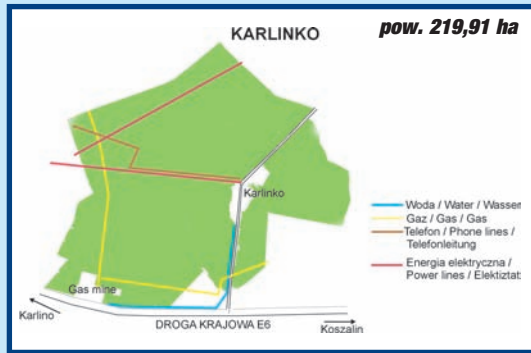 KARLINKO
pow. 219,91 ha
Karlinko
Woda / Water / Wasser
Gaz / Gas / Gas
Telefon / Phone lines /
Telefonleitung
Energia elektryczna /
Power lines / Elektiztat
Gas mine
Karlino
DROGA KRAJOWA E6
Koszalin